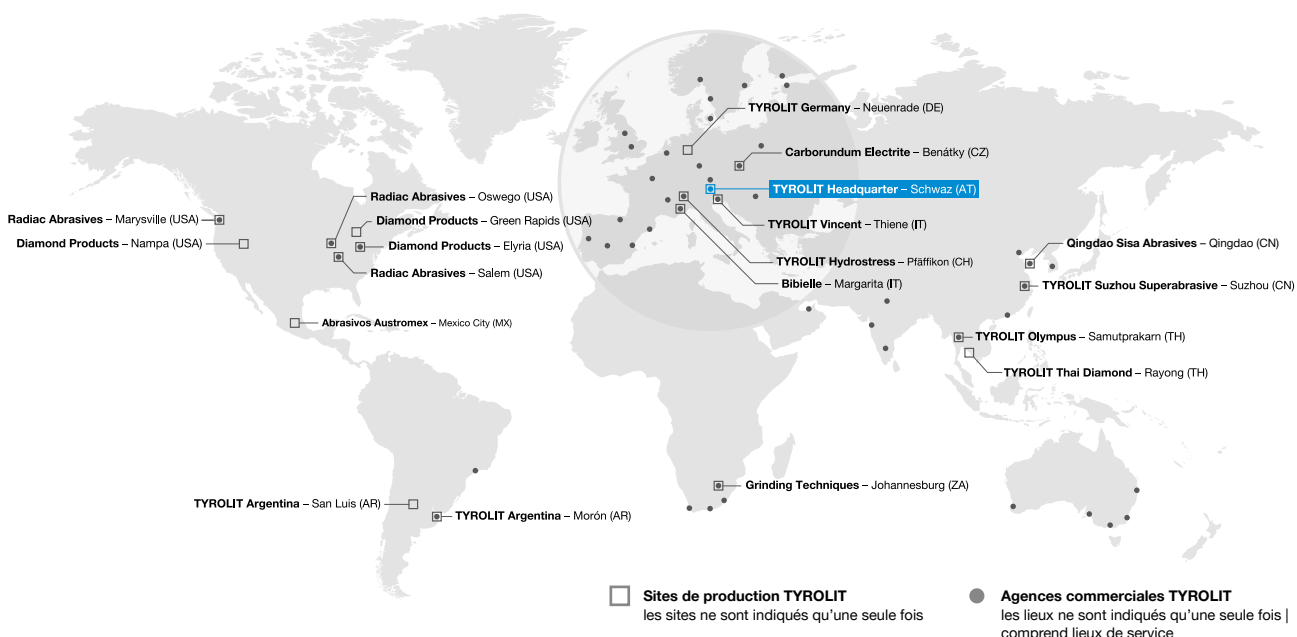 TYROLIT Germany – Neuenrade (DE)
Carborundum Electrite – Benátky (CZ)
TYROLIT Headquarter – Schwaz (AT)
Radiac Abrasives – Oswego (USA)
Radiac Abrasives – Marysville (USA)
Diamond Products – Green Rapids (USA)
TYROLIT Vincent – Thiene (IT)
Diamond Products – Nampa (USA)
Diamond Products – Elyria (USA)
Qingdao Sisa Abrasives – Qingdao (CN)
TYROLIT Hydrostress – Pfäffikon (CH)
Radiac Abrasives – Salem (USA)
Bibielle – Margarita (IT)
TYROLIT Suzhou Superabrasive – Suzhou (CN)
Abrasivos Austromex – Mexico City (MX)
TYROLIT Olympus – Samutprakarn (TH)
TYROLIT Thai Diamond – Rayong (TH)
Grinding Techniques – Johannesburg (ZA)
TYROLIT Argentina – San Luis (AR)
TYROLIT Argentina – Morón (AR)
Sites de production TYROLIT
les sites ne sont indiqués qu'une seule fois
Agences commerciales TYROLIT
les lieux ne sont indiqués qu'une seule fois |
comprend lieux de service